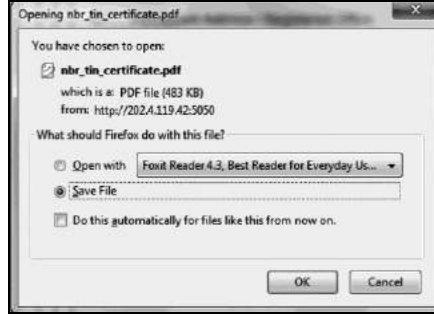 Opening nbr_tin_certificate.pdf
You have chosen to open:
nbr_tin_certificate.pdf
which is a: PDF file (483 KB)
from: http://202.4.119.42:5050
What should Firefox do with this file?
Open with Foxit Reader 4.3, Best Reader for Everyday Us...
Save File
Do this automatically for files like this from now on.
OK Cancel